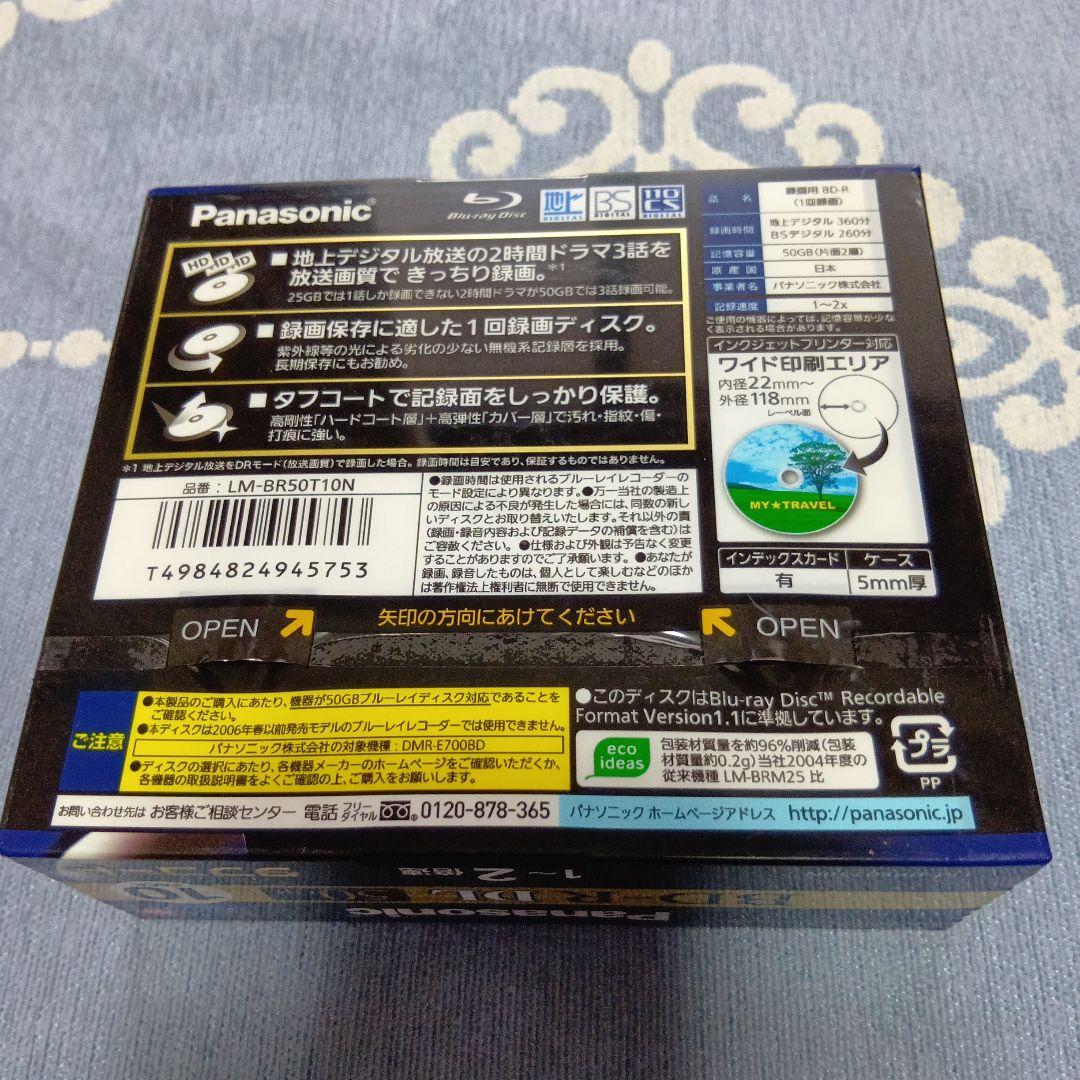 Panasonic®
Blu-ray Disc
地上 DIGITAL
BS DIGITAL
110 CS DIGITAL
HD HD HD
■ 地上デジタル放送の2時間ドラマ3話を
放送画質で きっちり録画。*1
25GBでは1話しか録画できない2時間ドラマが50GBでは3話録画可能。
■ 録画保存に適した1回録画ディスク。
紫外線等の光による劣化の少ない無機系記録層を採用。
長期保存にもお勧め。
■ タフコートで記録面をしっかり保護。
高剛性「ハードコート層」+高弾性「カバー層」で汚れ・指紋・傷・
打痕に強い。
*1 地上デジタル放送をDRモード(放送画質)で録画した場合。録画時間は目安であり、保証するものではありません。
品名 録画用 BD-R
(1回録画)
録画時間 地上デジタル 360分
BSデジタル 260分
記憶容量 50GB(片面2層)
原産国 日本
事業者名 パナソニック株式会社
記録速度 1~2x
ご使用の機器によっては、記憶容量が少な
く表示される場合があります。
インクジェットプリンター対応
ワイド印刷エリア
内径22mm~
外径118mm
レーベル面
MY★TRAVEL
インデックスカード ケース
有 5mm厚
品番:LM-BR50T10N
T4984824945753
●録画時間は使用されるブルーレイレコーダーの
モード設定により異なります。●万一当社の製造上
の原因による不良が発生した場合には、同数の新し
いディスクとお取り替えいたします。それ以外の責
(録画・録音内容および記録データの補償を含む)は
ご容赦ください。●仕様および外観は予告なく変更
することがありますのでご了承願います。●あなたが
録画、録音したものは、個人として楽しむなどのほか
は著作権法上権利者に無断で使用できません。
OPEN
矢印の方向にあけてください
OPEN
ご注意
●本製品のご購入にあたり、機器が50GBブルーレイディスク対応であることを
ご確認ください。
●本ディスクは2006年春以前発売モデルのブルーレイレコーダーでは使用できません。
パナソニック株式会社の対象機種:DMR-E700BD
●ディスクの選択にあたり、各機器メーカーのホームページをご確認いただくか、
各機器の取扱説明書をよくご確認の上、ご購入をお願いします。
●このディスクはBlu-ray Disc™ Recordable
Format Version1.1に準拠しています。
eco
ideas
包装材質量を約96%削減(包装
材質量約0.2g)当社2004年度の
従来機種 LM-BRM25 比
プラ
PP
お問い合わせ先は お客様ご相談センター 電話 フリーダイヤル 0120-878-365
パナソニック ホームページアドレス http://panasonic.jp
1~2倍速
BD-R DL 50 10
Panasonic